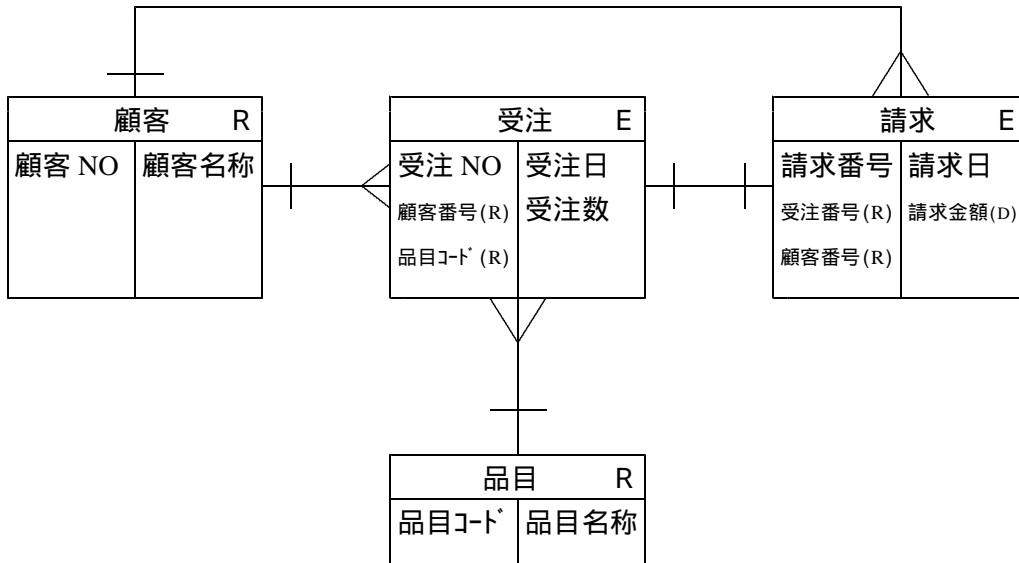 顧客 R
顧客 NO 顧客名称
受注 E
受注 NO 受注日
顧客番号(R) 受注数
品目ｺｰﾄﾞ(R)
請求 E
請求番号 請求日
受注番号(R) 請求金額(D)
顧客番号(R)
品目 R
品目ｺｰﾄﾞ 品目名称